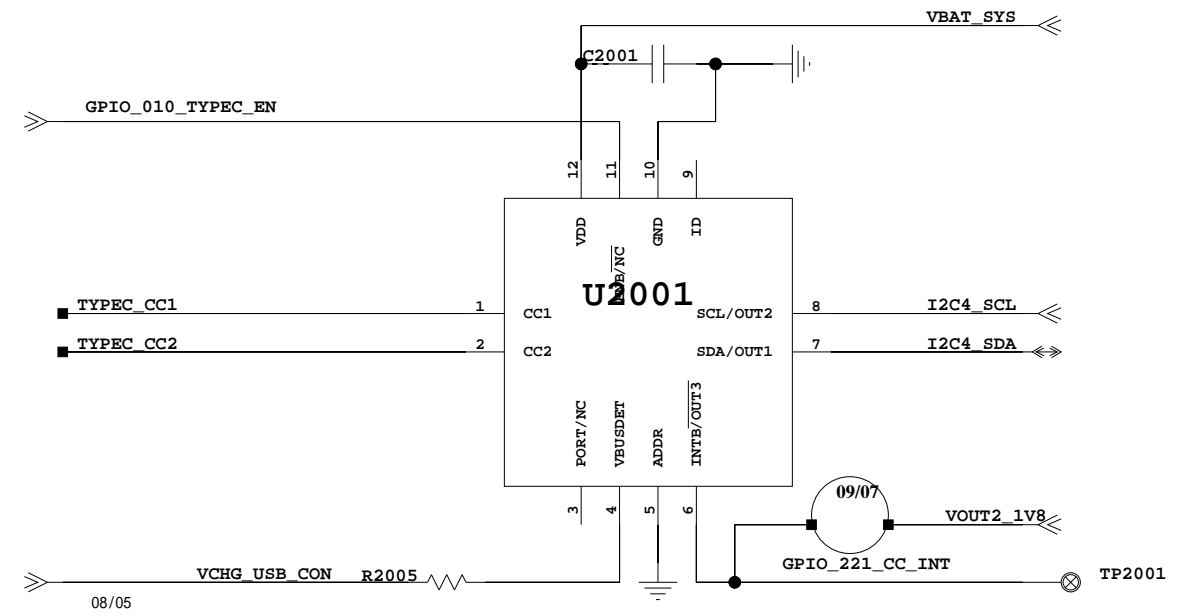 VBAT_SYS
C2001
GPIO_010_TYPEC_EN
12
11
10
9
VDD
GND
ID
U2001
TYPEC_CC1
1
CC1
SCL/OUT2
8
I2C4_SCL
TYPEC_CC2
2
CC2
SDA/OUT1
7
I2C4_SDA
PORT/NC
VBUSDET
ADDR
INTB/OUT3
3
4
5
6
09/07
VOUT2_1V8
GPIO_221_CC_INT
VCHG_USB_CON
R2005
TP2001
08/05